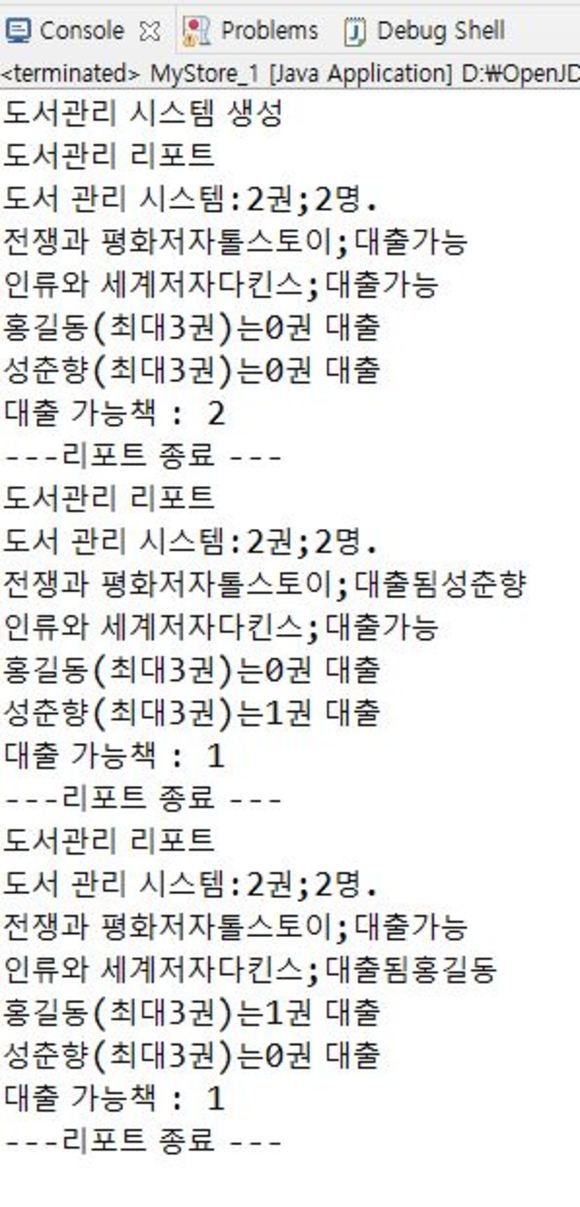 Console Problems Debug Shell
<terminated> MyStore_1 [Java Application] D:₩OpenJD
도서관리 시스템 생성
도서관리 리포트
도서 관리 시스템:2권;2명.
전쟁과 평화저자톨스토이;대출가능
인류와 세계저자다킨스;대출가능
홍길동(최대3권)는0권 대출
성춘향(최대3권)는0권 대출
대출 가능책 : 2
---리포트 종료 ---
도서관리 리포트
도서 관리 시스템:2권;2명.
전쟁과 평화저자톨스토이;대출됨성춘향
인류와 세계저자다킨스;대출가능
홍길동(최대3권)는0권 대출
성춘향(최대3권)는1권 대출
대출 가능책 : 1
---리포트 종료 ---
도서관리 리포트
도서 관리 시스템:2권;2명.
전쟁과 평화저자톨스토이;대출가능
인류와 세계저자다킨스;대출됨홍길동
홍길동(최대3권)는1권 대출
성춘향(최대3권)는0권 대출
대출 가능책 : 1
---리포트 종료 ---